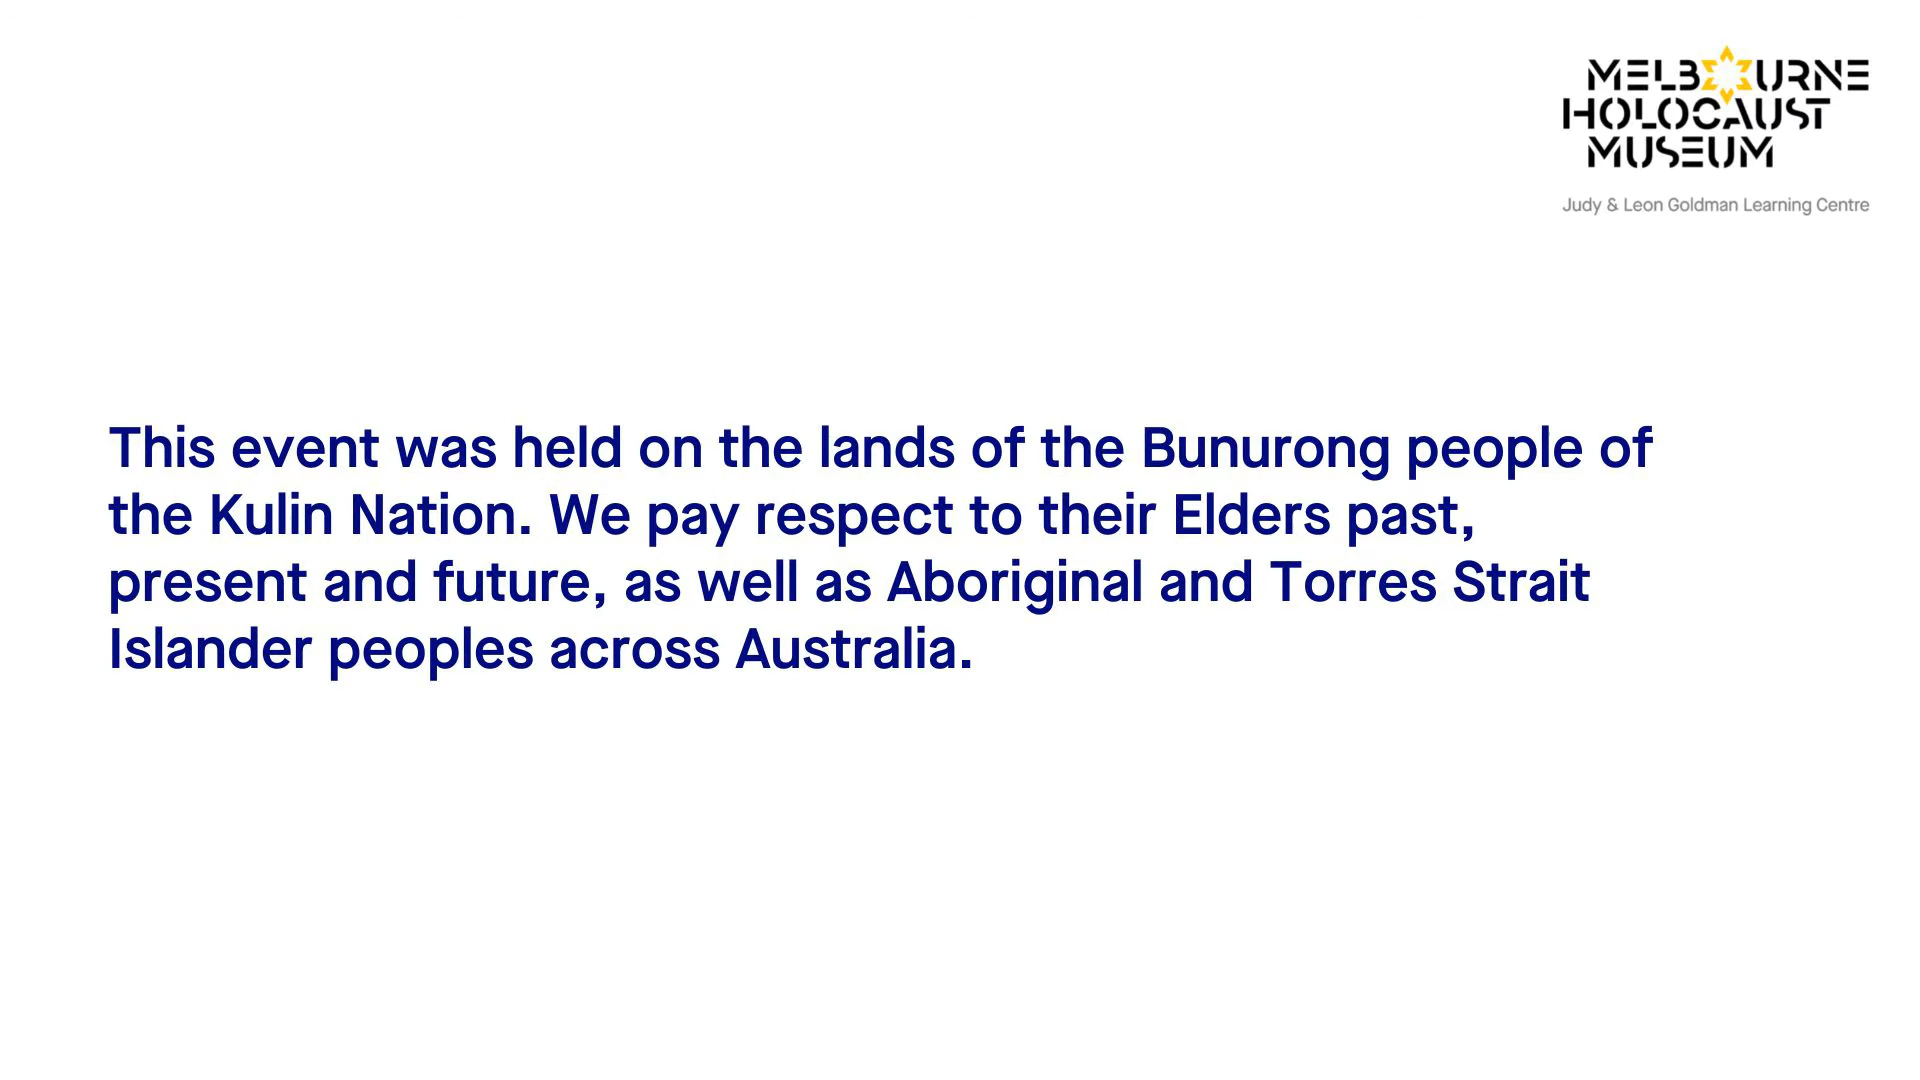 MELBOURNE
HOLOCAUST
MUSEUM
Judy & Leon Goldman Learning Centre
This event was held on the lands of the Bunurong people of
the Kulin Nation. We pay respect to their Elders past,
present and future, as well as Aboriginal and Torres Strait
Islander peoples across Australia.